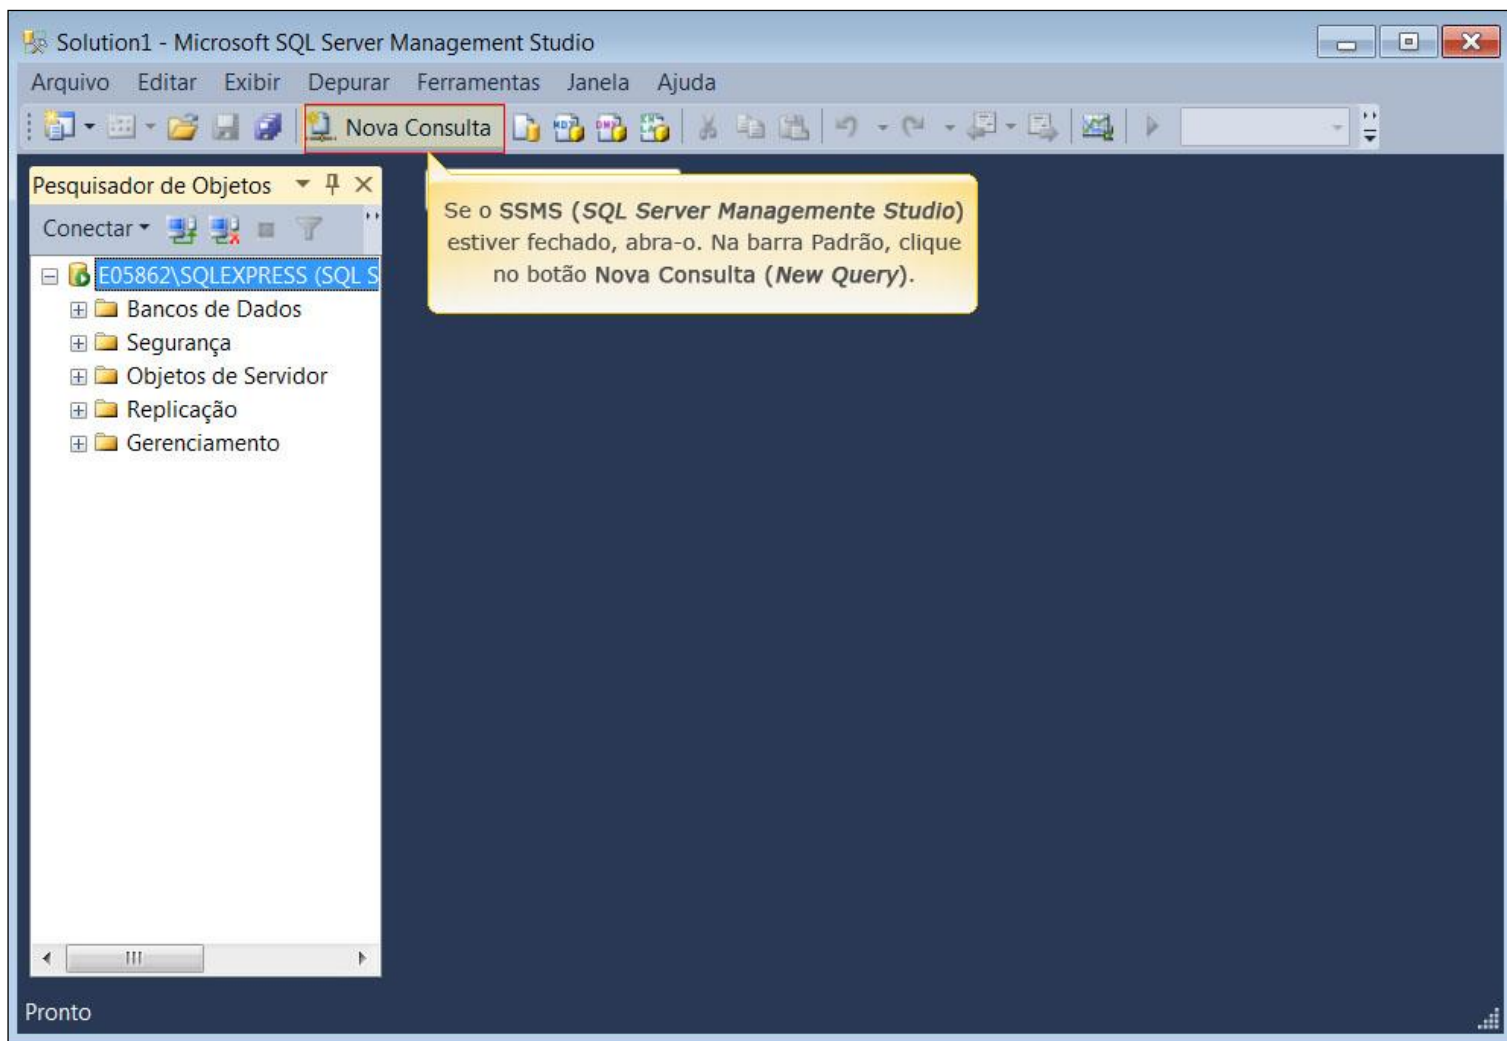 Solution1 - Microsoft SQL Server Management Studio
Arquivo Editar Exibir Depurar Ferramentas Janela Ajuda
Nova Consulta
Pesquisador de Objetos
Conectar
E05862\SQLEXPRESS (SQL S
Bancos de Dados
Segurança
Objetos de Servidor
Replicação
Gerenciamento
Se o SSMS (SQL Server Managemente Studio)
estiver fechado, abra-o. Na barra Padrão, clique
no botão Nova Consulta (New Query).
Pronto